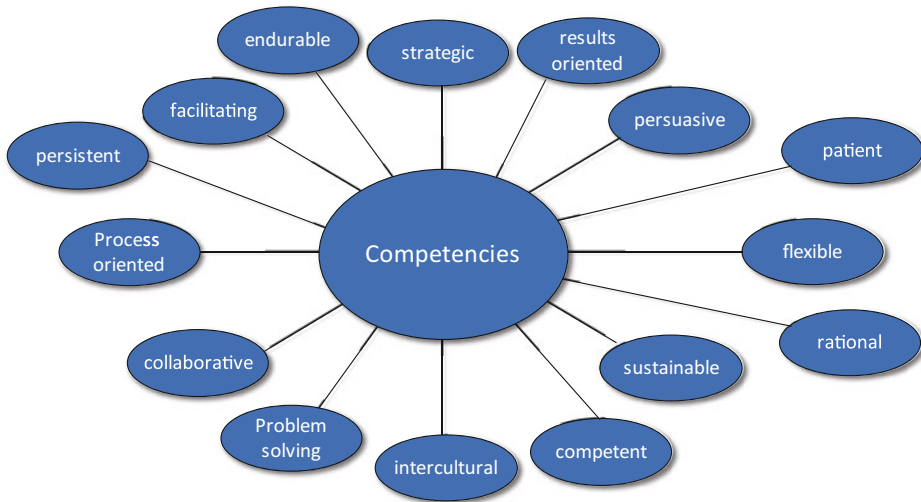 endurable
strategic
results
oriented
facilitating
persuasive
persistent
patient
Process
oriented
Competencies
flexible
collaborative
sustainable
rational
Problem
solving
intercultural
competent